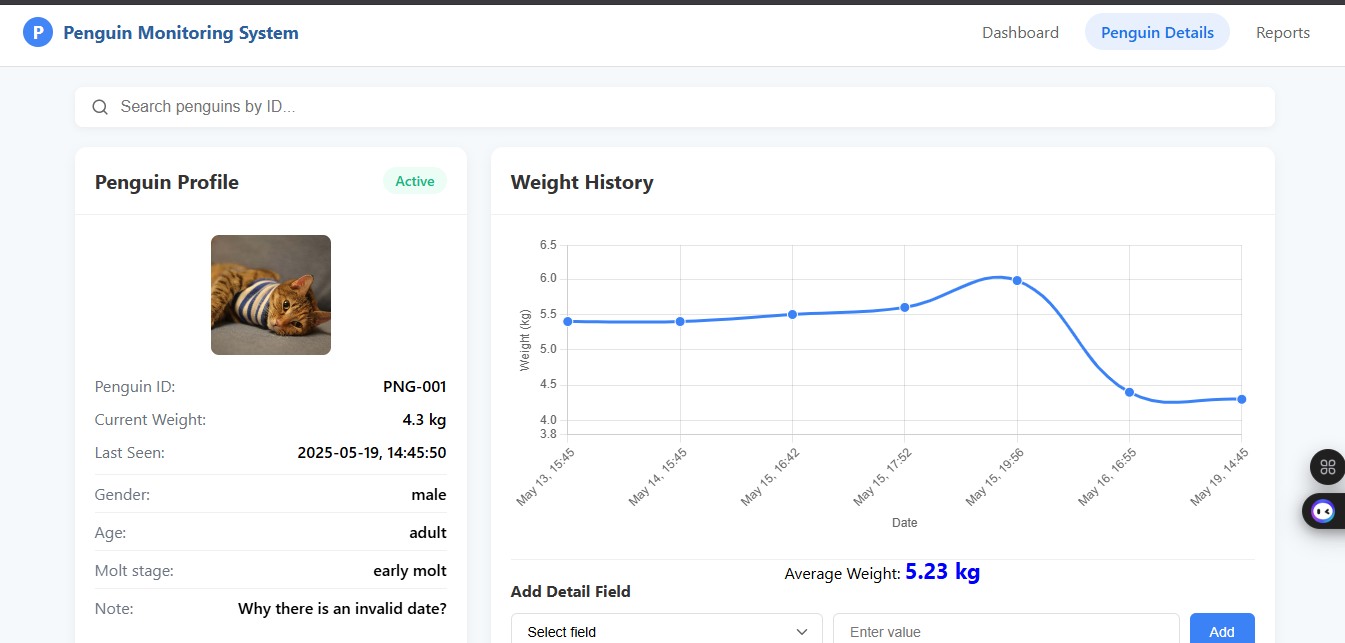 P Penguin Monitoring System Dashboard Penguin Details Reports
Search penguins by ID...
Penguin Profile Active
Penguin ID: PNG-001
Current Weight: 4.3 kg
Last Seen: 2025-05-19, 14:45:50
Gender: male
Age: adult
Molt stage: early molt
Note: Why there is an invalid date?
Weight History
Weight (kg)
6.5
6.0
5.5
5.0
4.5
4.0
3.8
May 13, 15:45
May 14, 15:45
May 15, 16:42
May 15, 17:52
May 15, 19:56
May 16, 16:55
May 19, 14:45
Date
Average Weight: 5.23 kg
Add Detail Field
Select field Enter value Add